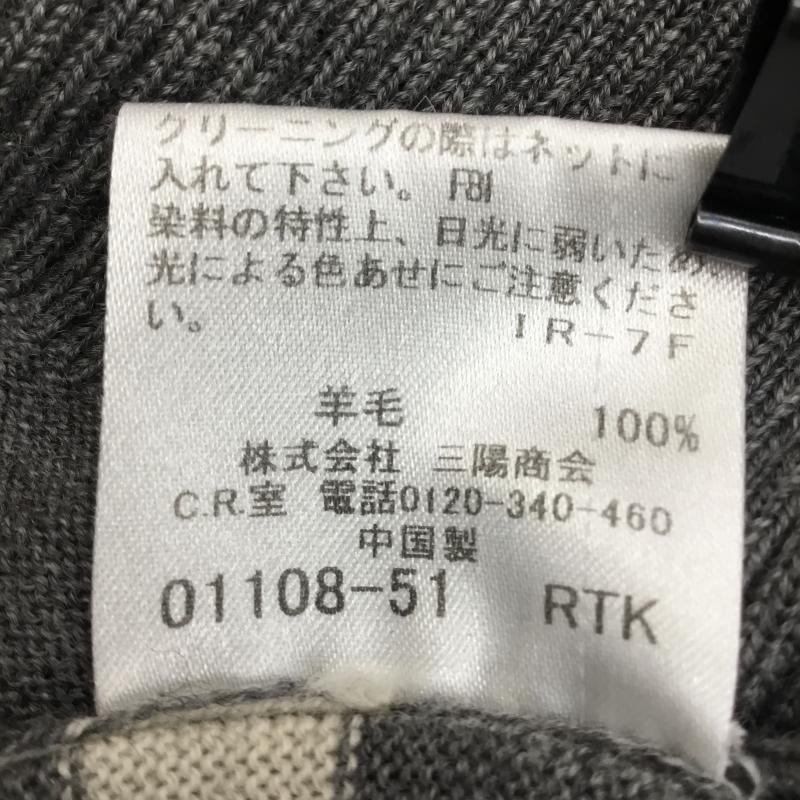 クリーニングの際はネットに
入れて下さい。 FBI
染料の特性上、日光に弱いため
光による色あせにご注意くださ
い。 IR-7F
羊毛 100%
株式会社 三陽商会
C.R.室 電話0120-340-460
中国製
01108-51 RTK